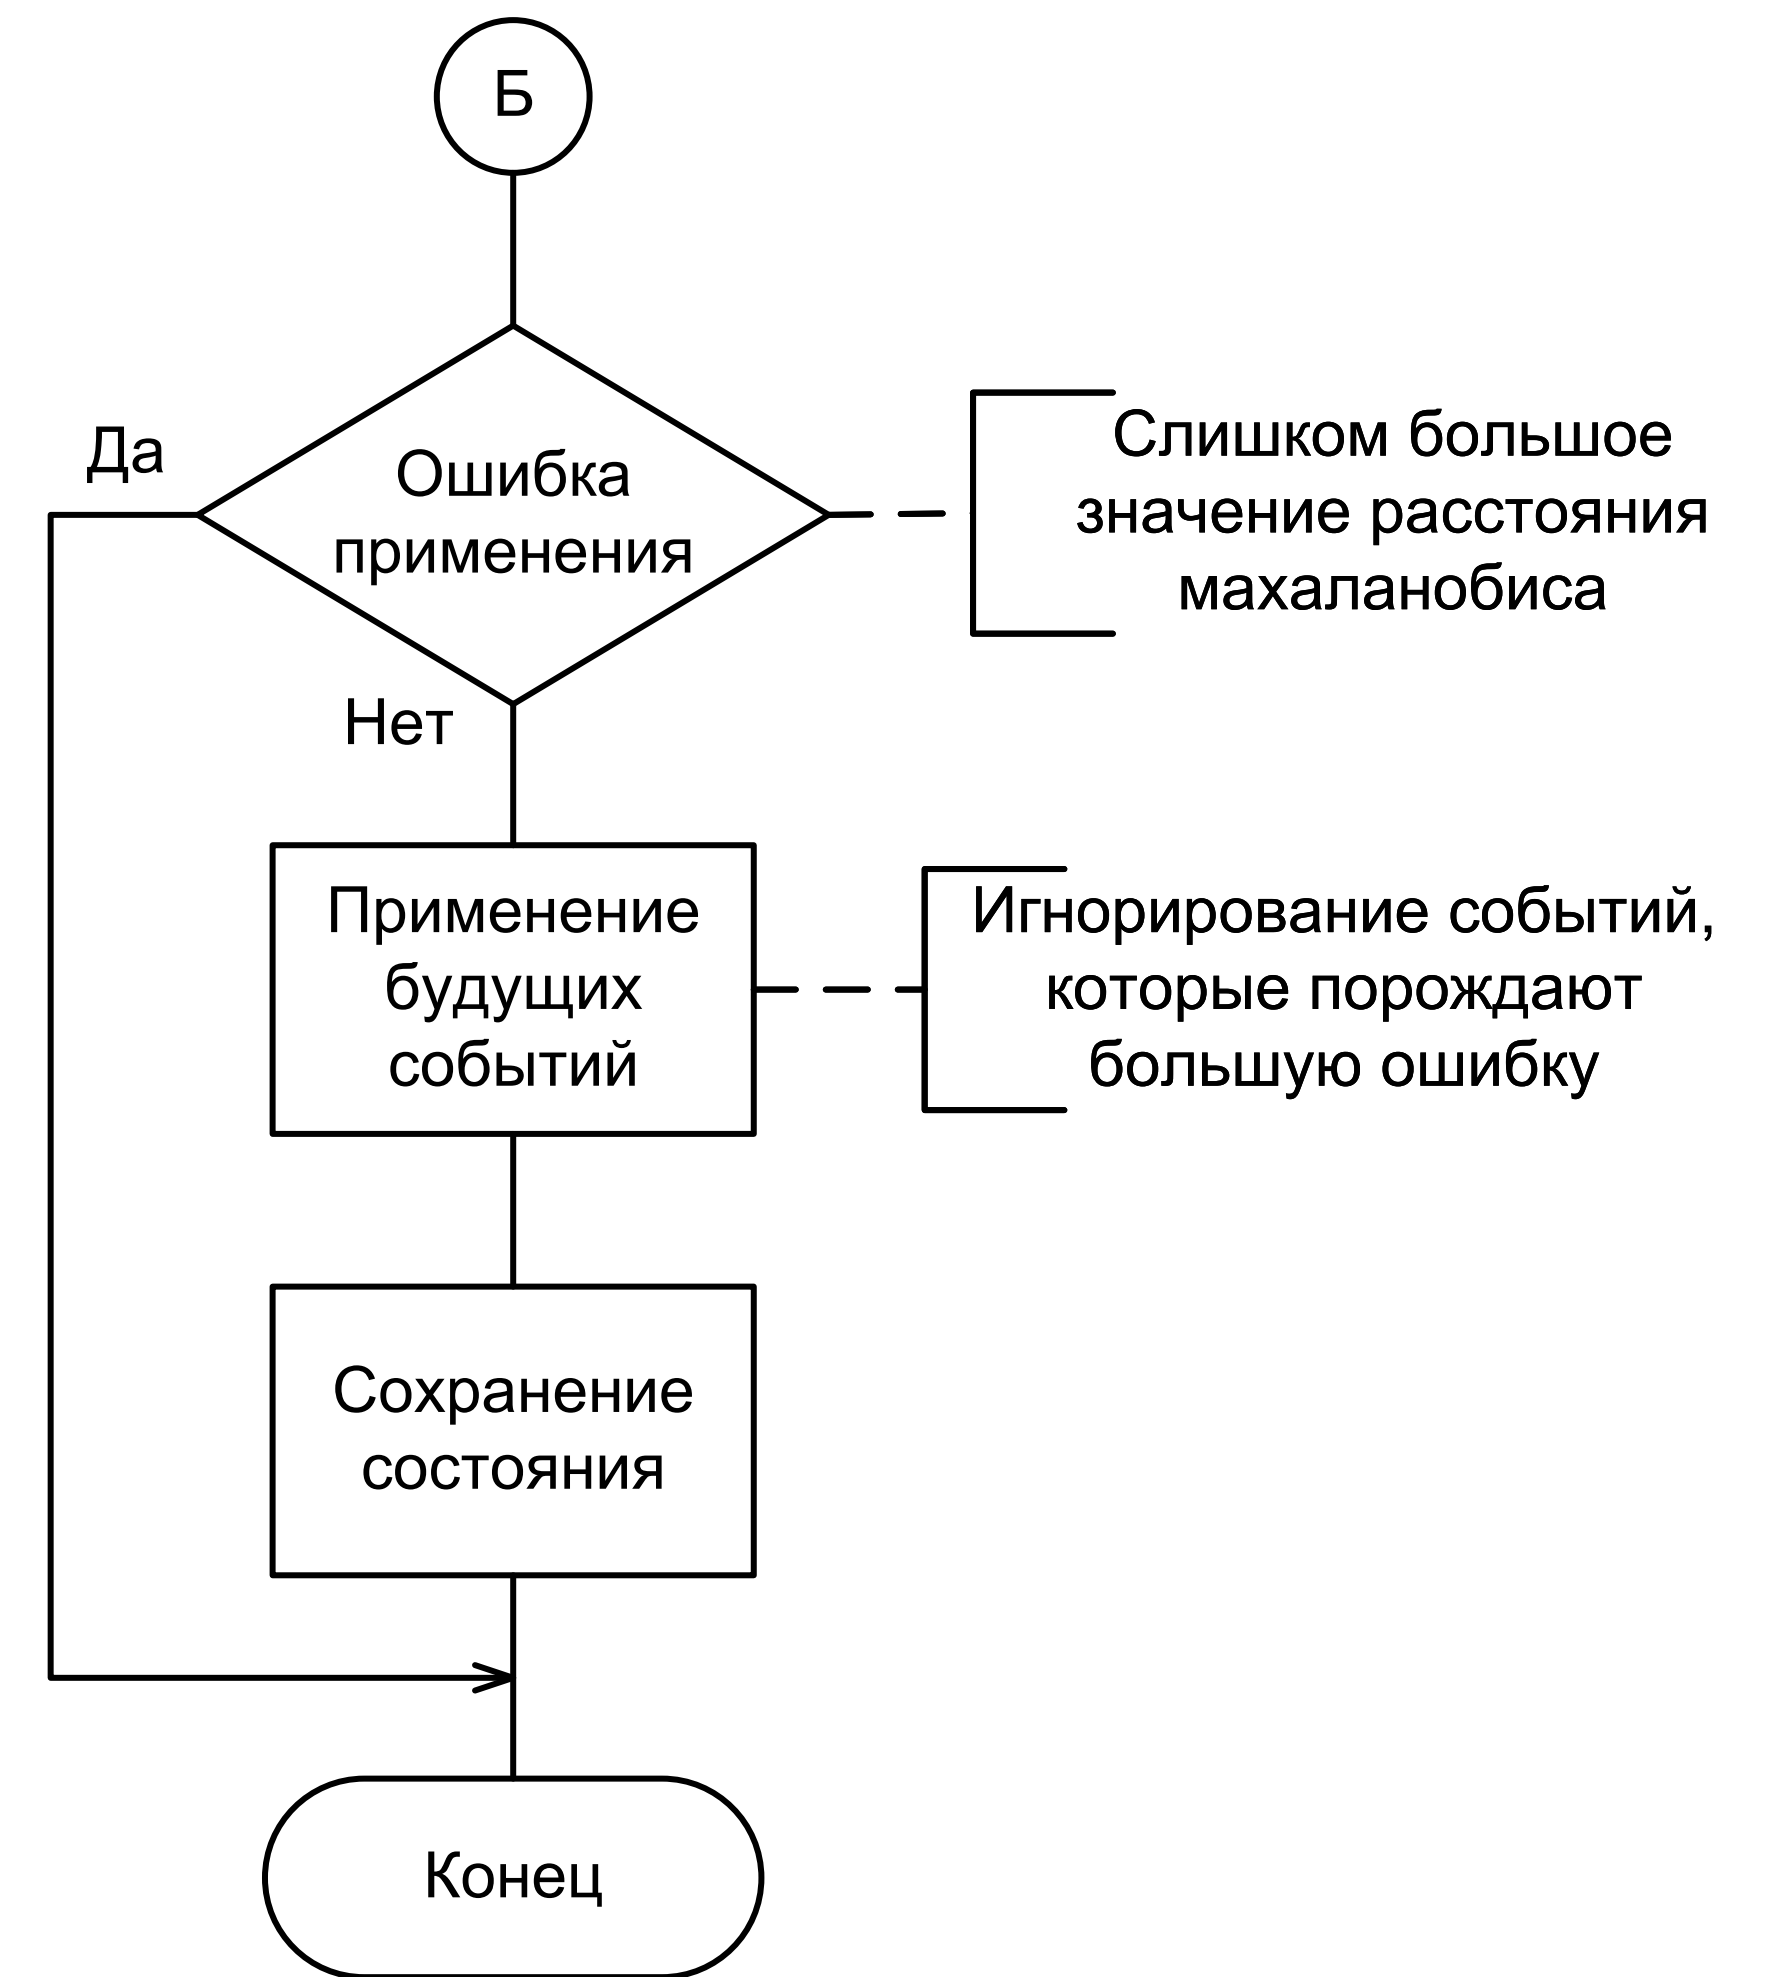 Б
Да
Ошибка
применения
Слишком большое
значение расстояния
махаланобиса
Нет
Применение
будущих
событий
Игнорирование событий,
которые порождают
большую ошибку
Сохранение
состояния
Конец